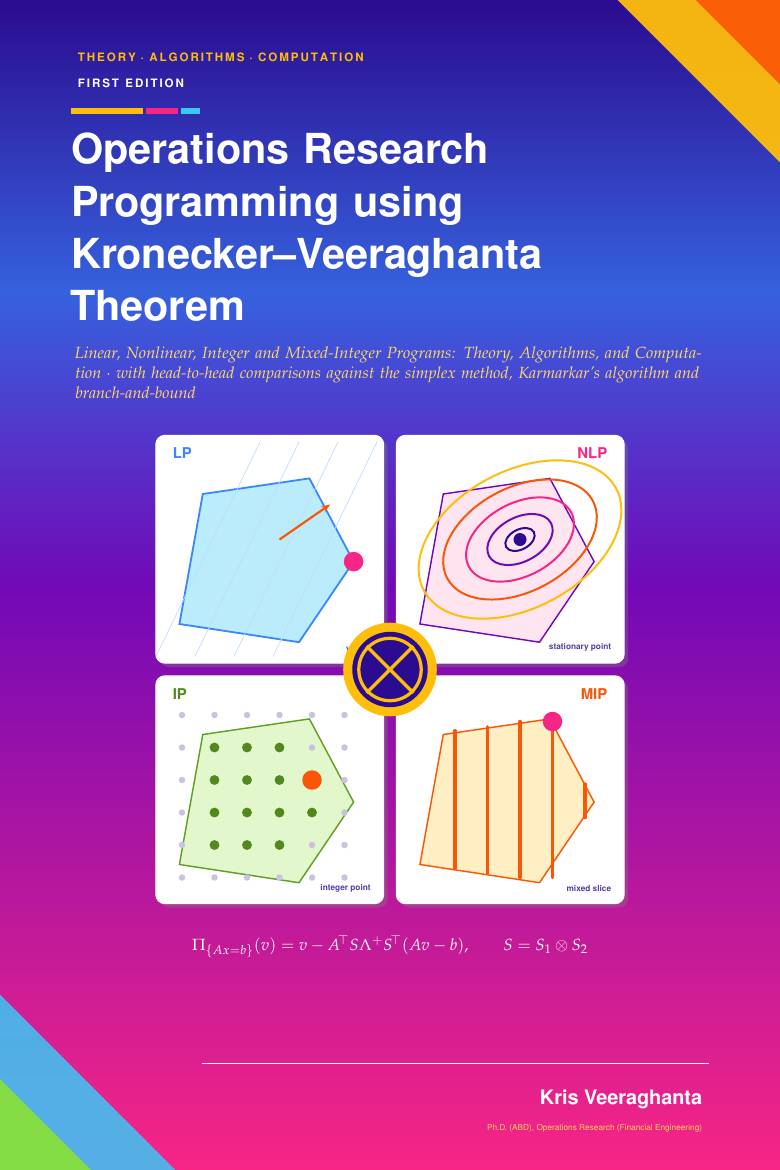 THEORY · ALGORITHMS · COMPUTATION
FIRST EDITION
Operations Research
Programming using
Kronecker–Veeraghanta
Theorem
Linear, Nonlinear, Integer and Mixed-Integer Programs: Theory, Algorithms, and Computa-
tion · with head-to-head comparisons against the simplex method, Karmarkar's algorithm and
branch-and-bound
LP
NLP
stationary point
IP
MIP
integer point
mixed slice
Π_{Ax=b}(v) = v − A^⊤SΛ^+S^⊤(Av − b),   S = S₁ ⊗ S₂
Kris Veeraghanta
Ph.D. (ABD), Operations Research (Financial Engineering)